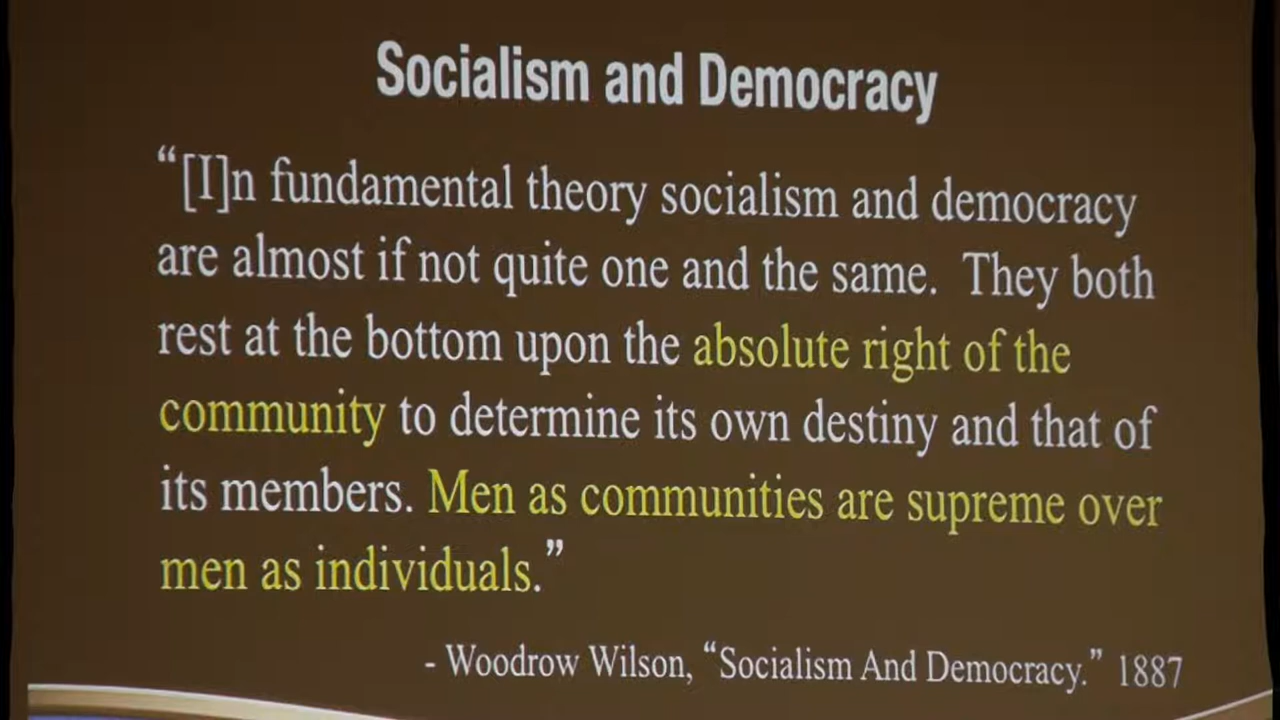 Socialism and Democracy
“[I]n fundamental theory socialism and democracy
are almost if not quite one and the same.  They both
rest at the bottom upon the absolute right of the
community to determine its own destiny and that of
its members. Men as communities are supreme over
men as individuals.”
- Woodrow Wilson, “Socialism And Democracy.” 1887